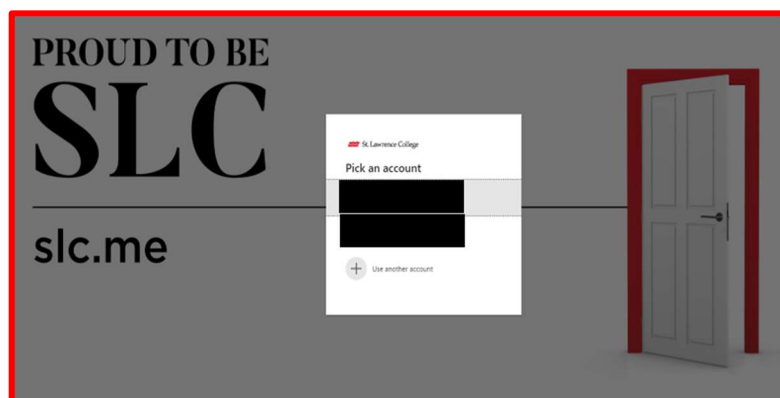 PROUD TO BE
SLC
slc.me
St. Lawrence College
Pick an account
Use another account